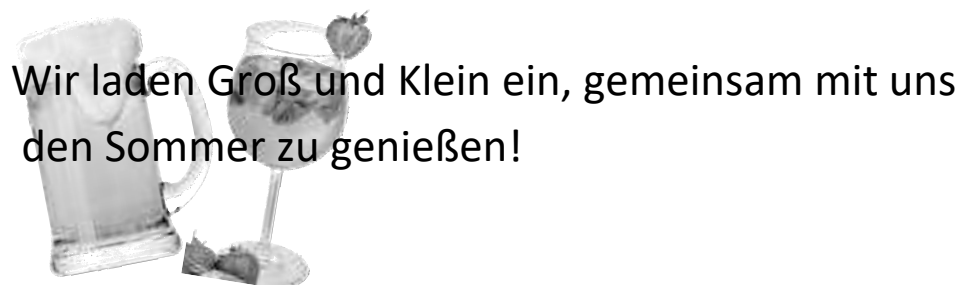 Wir laden Groß und Klein ein, gemeinsam mit uns
den Sommer zu genießen!